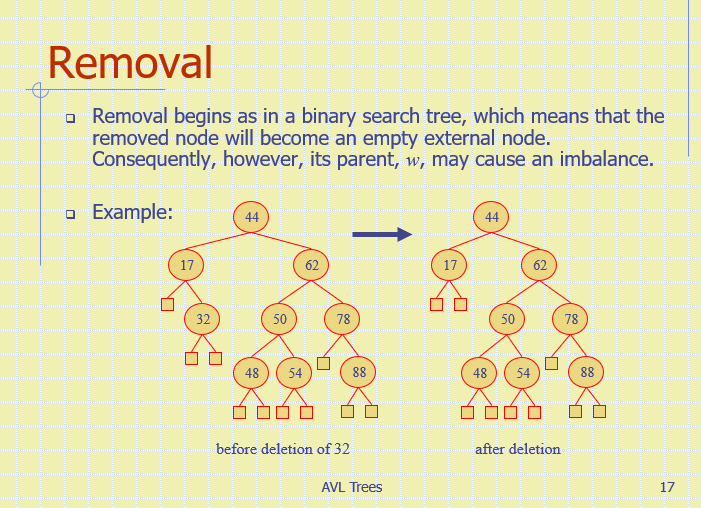 Removal
Removal begins as in a binary search tree, which means that the
removed node will become an empty external node.
Consequently, however, its parent, w, may cause an imbalance.
Example:
44
17
62
32
50
78
48
54
88
44
17
62
50
78
48
54
88
before deletion of 32
after deletion
AVL Trees
17